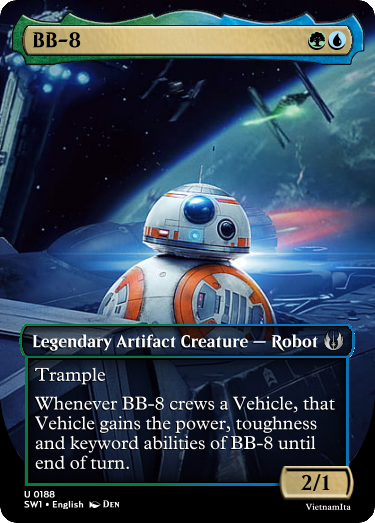 BB-8
Legendary Artifact Creature — Robot
Trample
Whenever BB-8 crews a Vehicle, that
Vehicle gains the power, toughness
and keyword abilities of BB-8 until
end of turn.
2/1
U 0188
SW1 • English DEN
VietnamIta